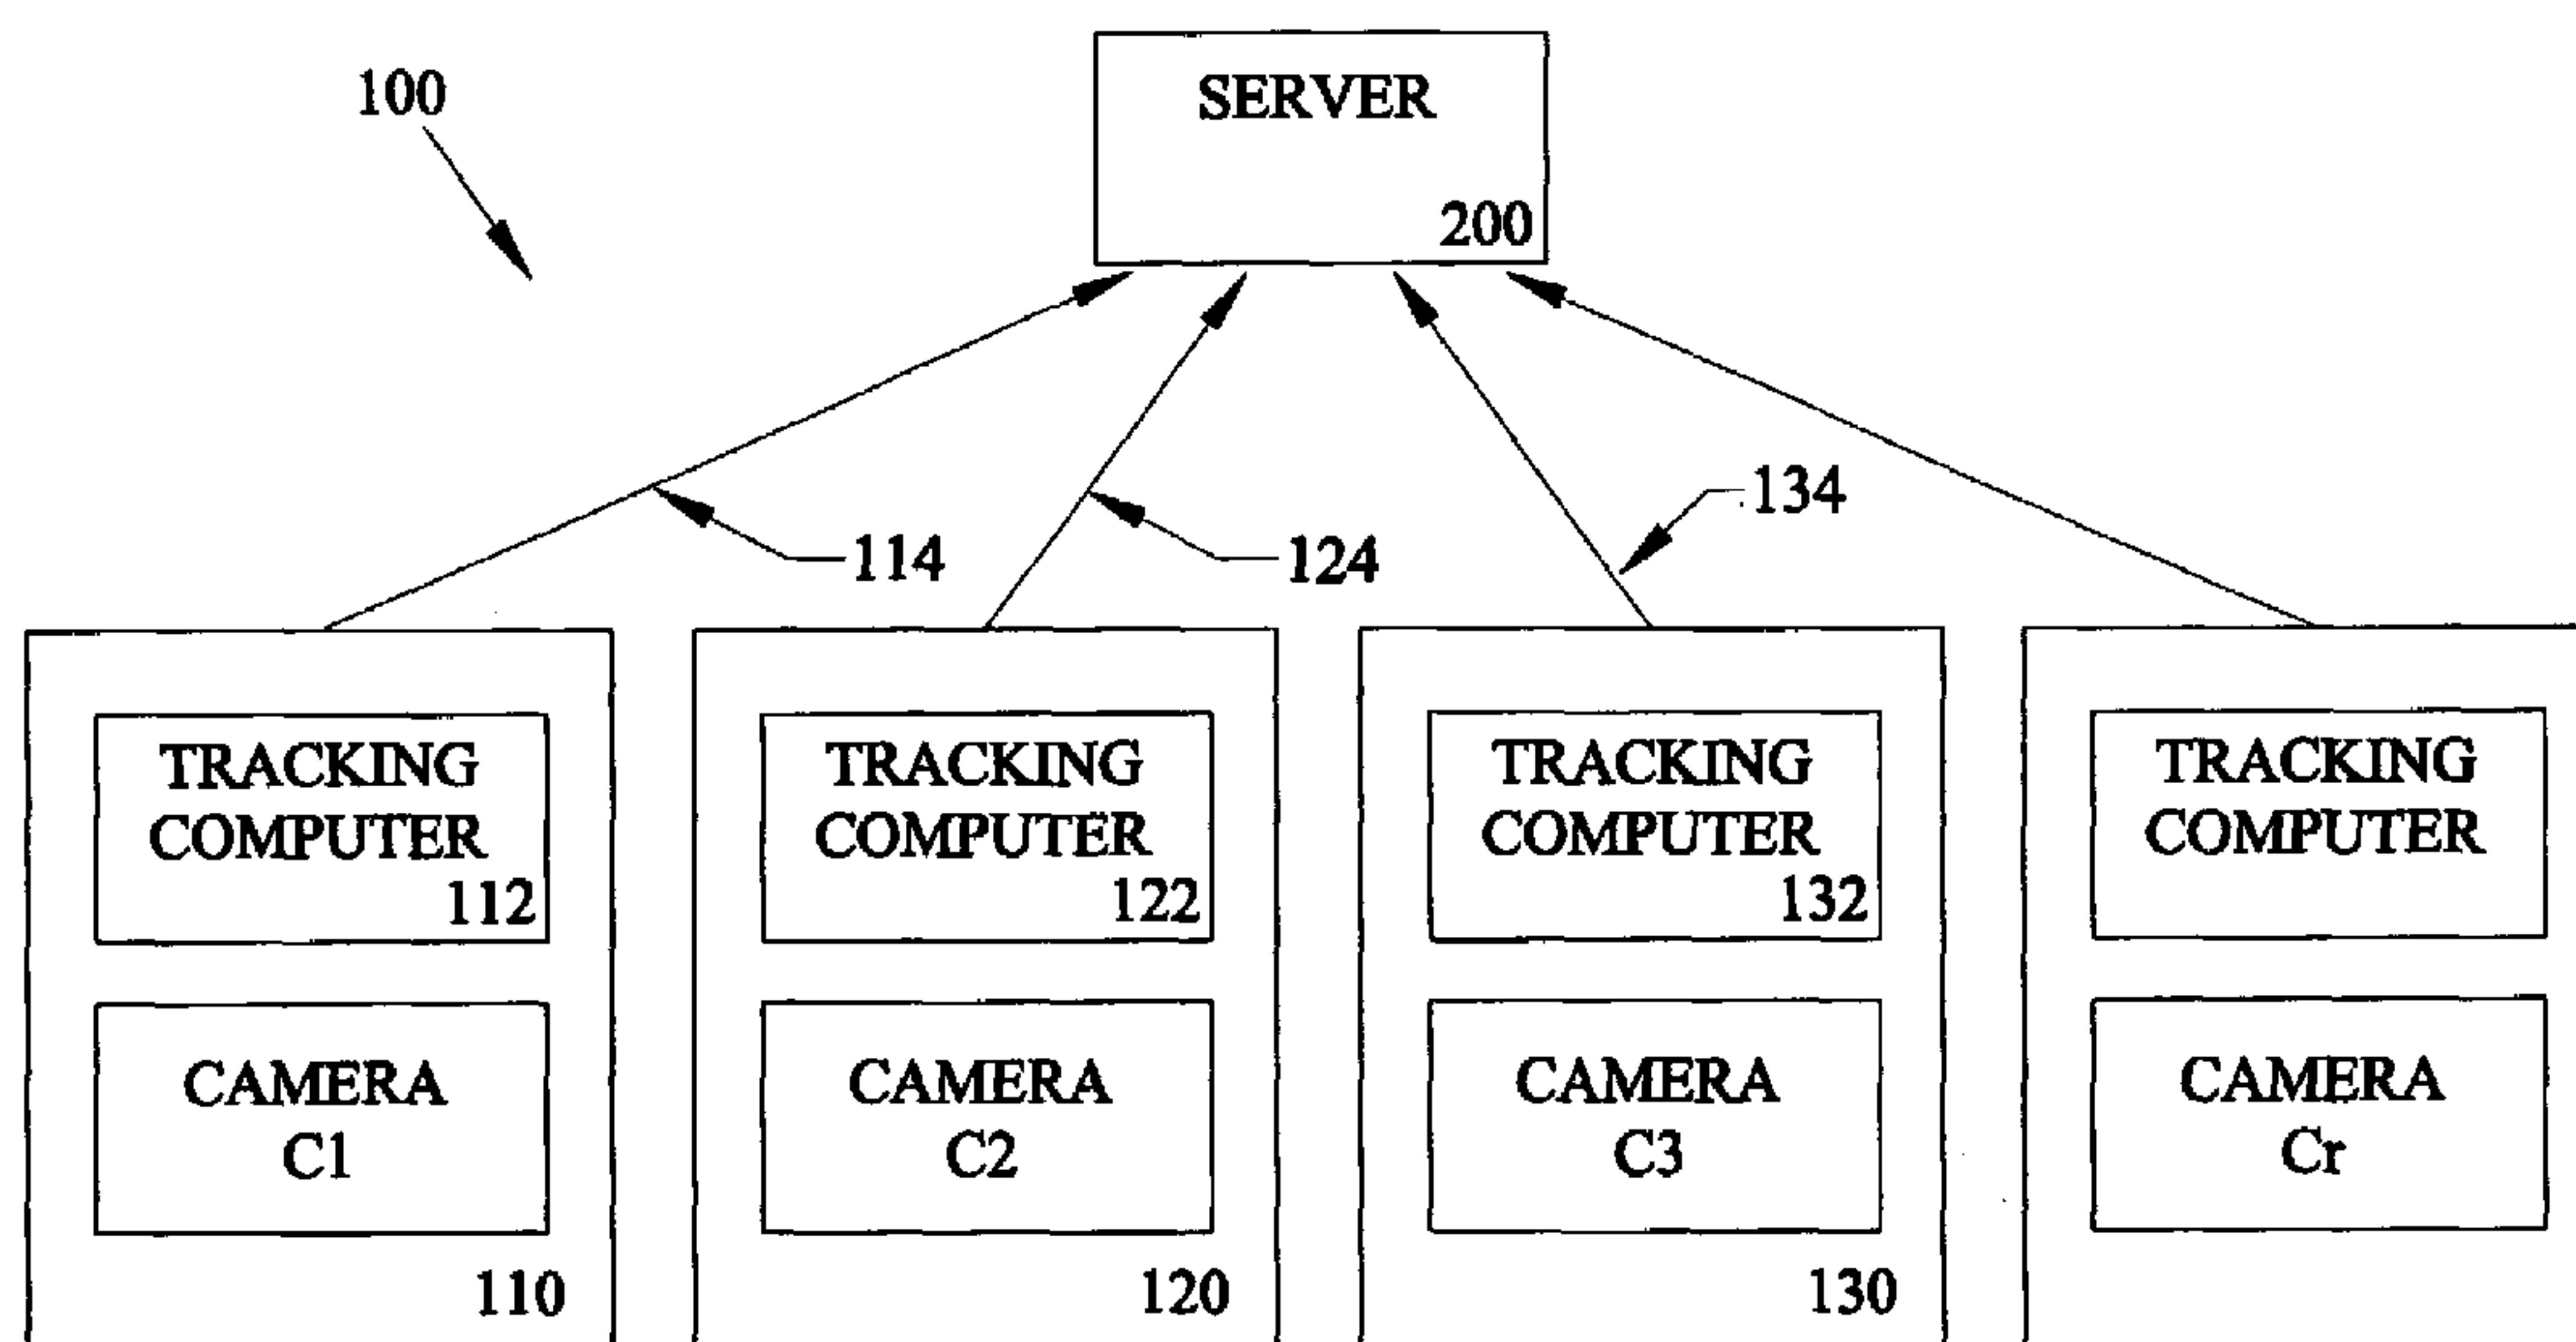 100
SERVER
200
134
114
124
TRACKING
COMPUTER
112
TRACKING
COMPUTER
122
TRACKING
COMPUTER
132
TRACKING
COMPUTER
CAMERA
C1
CAMERA
C2
CAMERA
C3
CAMERA
Cr
110
120
130